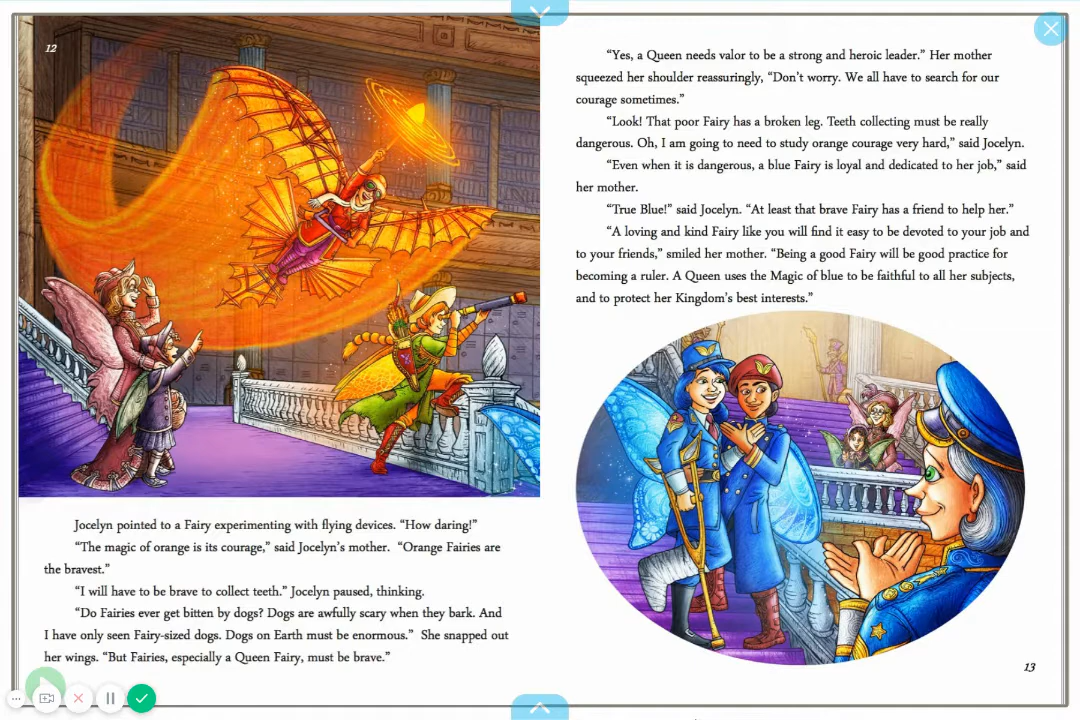 12
Jocelyn pointed to a Fairy experimenting with flying devices. “How daring!”
“The magic of orange is its courage,” said Jocelyn’s mother.  “Orange Fairies are
the bravest.”
“I will have to be brave to collect teeth.” Jocelyn paused, thinking.
“Do Fairies ever get bitten by dogs? Dogs are awfully scary when they bark. And
I have only seen Fairy-sized dogs. Dogs on Earth must be enormous.”  She snapped out
her wings. “But Fairies, especially a Queen Fairy, must be brave.”
“Yes, a Queen needs valor to be a strong and heroic leader.” Her mother
squeezed her shoulder reassuringly, “Don’t worry. We all have to search for our
courage sometimes.”
“Look! That poor Fairy has a broken leg. Teeth collecting must be really
dangerous. Oh, I am going to need to study orange courage very hard,” said Jocelyn.
“Even when it is dangerous, a blue Fairy is loyal and dedicated to her job,” said
her mother.
“True Blue!” said Jocelyn. “At least that brave Fairy has a friend to help her.”
“A loving and kind Fairy like you will find it easy to be devoted to your job and
to your friends,” smiled her mother. “Being a good Fairy will be good practice for
becoming a ruler. A Queen uses the Magic of blue to be faithful to all her subjects,
and to protect her Kingdom’s best interests.”
13